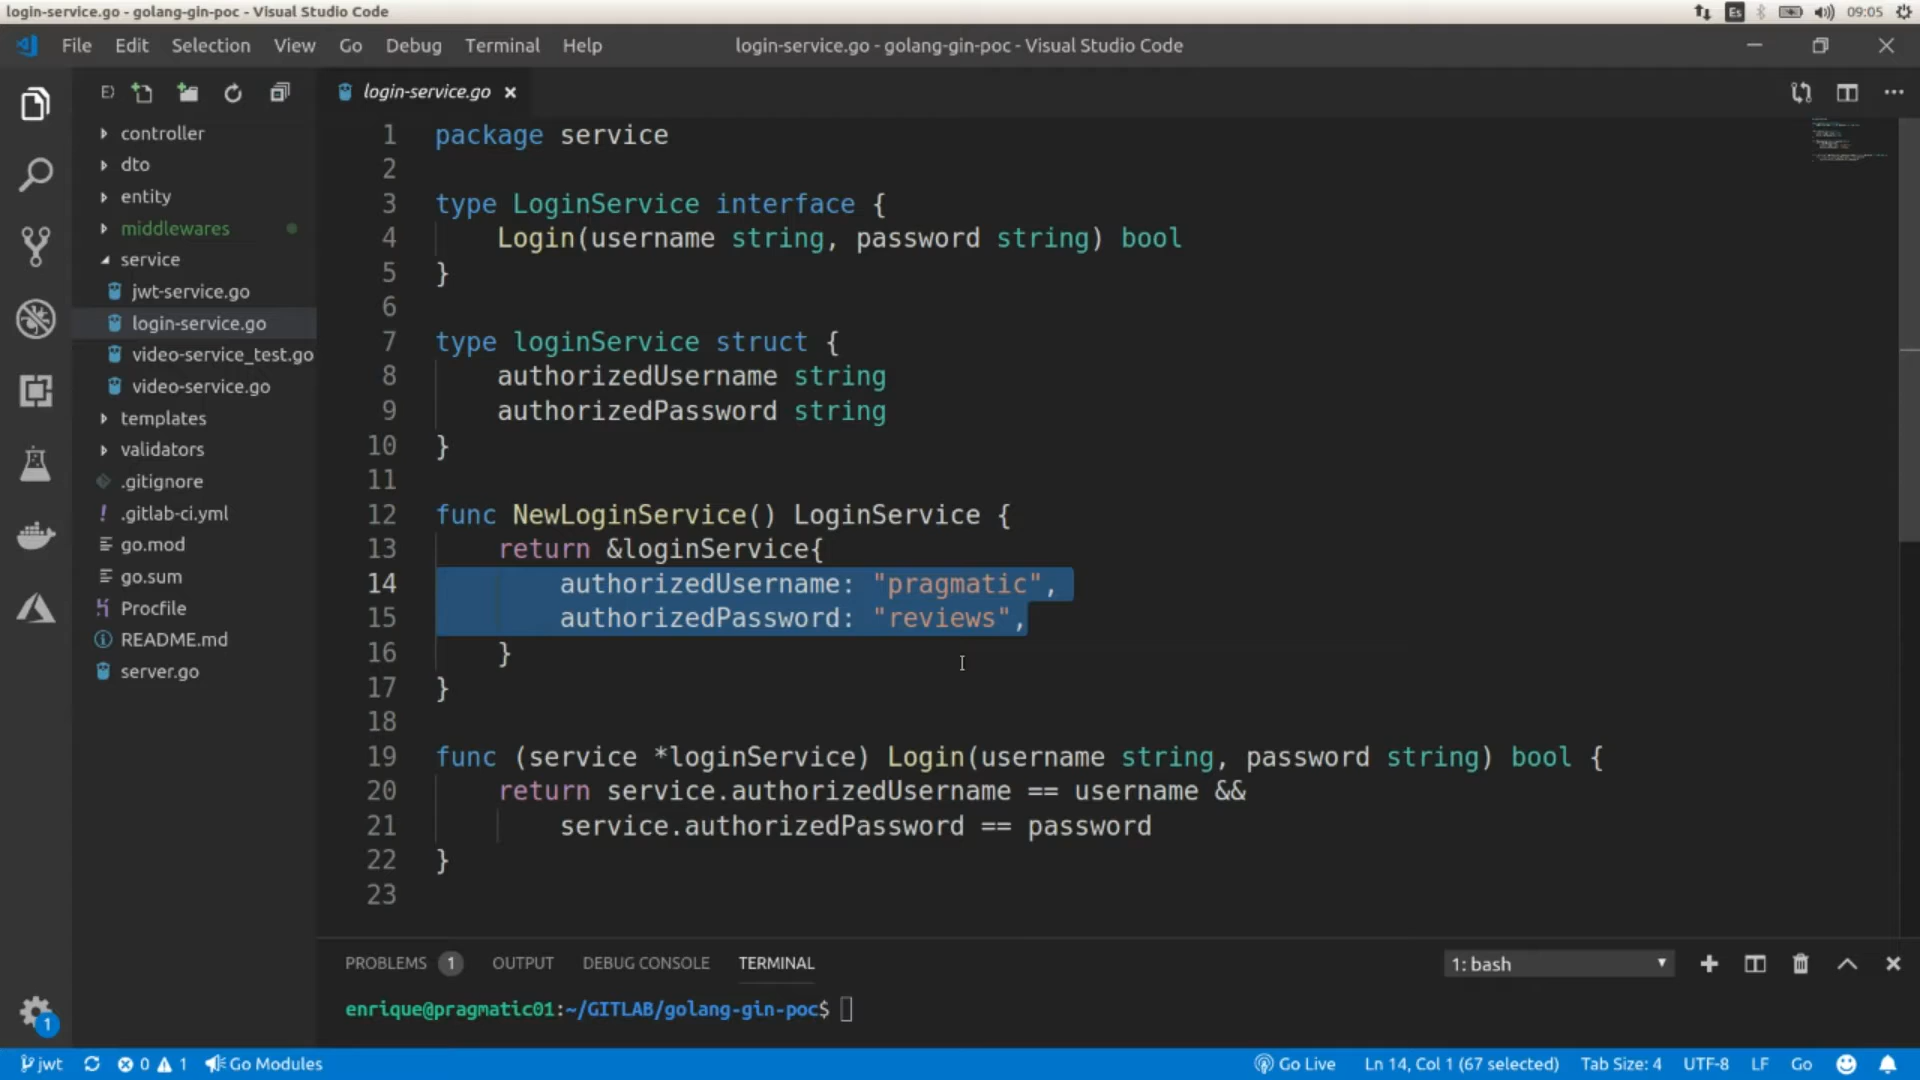 login-service.go - golang-gin-poc - Visual Studio Code
Es
09:05
File Edit Selection View Go Debug Terminal Help
login-service.go - golang-gin-poc - Visual Studio Code
login-service.go
controller
dto
entity
middlewares
service
jwt-service.go
login-service.go
video-service_test.go
video-service.go
templates
validators
.gitignore
.gitlab-ci.yml
go.mod
go.sum
Procfile
README.md
server.go
1 package service
2
3 type LoginService interface {
4 Login(username string, password string) bool
5 }
6
7 type loginService struct {
8 authorizedUsername string
9 authorizedPassword string
10 }
11
12 func NewLoginService() LoginService {
13 return &loginService{
14 authorizedUsername: "pragmatic",
15 authorizedPassword: "reviews",
16 }
17 }
18
19 func (service *loginService) Login(username string, password string) bool {
20 return service.authorizedUsername == username &&
21 service.authorizedPassword == password
22 }
23
PROBLEMS 1 OUTPUT DEBUG CONSOLE TERMINAL
1: bash
enrique@pragmatic01:~/GITLAB/golang-gin-poc$
1
jwt 0 1 Go Modules
Go Live Ln 14, Col 1 (67 selected) Tab Size: 4 UTF-8 LF Go